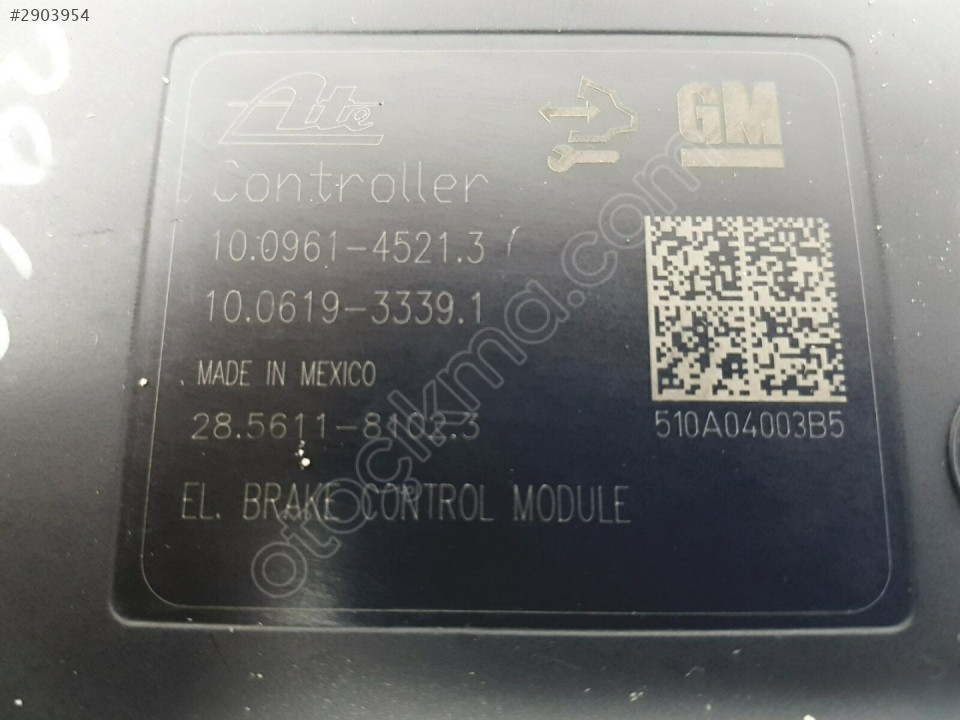 #2903954
Ate
GM
Controller
10.0961-4521.3
10.0619-3339.1
MADE IN MEXICO
28.5611-8102.3
510A04003B5
EL. BRAKE CONTROL MODULE
otocikmd.com